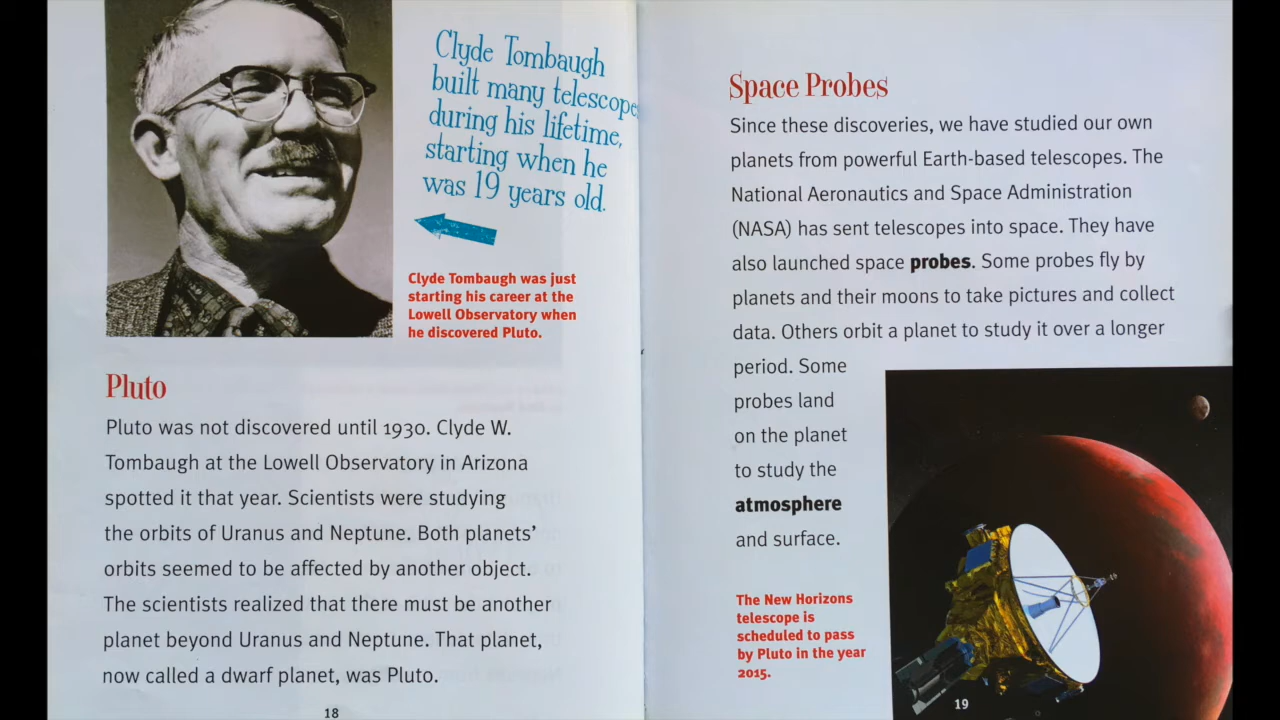 Clyde Tombaugh
built many telescopes
during his lifetime,
starting when he
was 19 years old.
Clyde Tombaugh was just
starting his career at the
Lowell Observatory when
he discovered Pluto.
Pluto
Pluto was not discovered until 1930. Clyde W.
Tombaugh at the Lowell Observatory in Arizona
spotted it that year. Scientists were studying
the orbits of Uranus and Neptune. Both planets’
orbits seemed to be affected by another object.
The scientists realized that there must be another
planet beyond Uranus and Neptune. That planet,
now called a dwarf planet, was Pluto.
18
Space Probes
Since these discoveries, we have studied our own
planets from powerful Earth-based telescopes. The
National Aeronautics and Space Administration
(NASA) has sent telescopes into space. They have
also launched space probes. Some probes fly by
planets and their moons to take pictures and collect
data. Others orbit a planet to study it over a longer
period. Some
probes land
on the planet
to study the
atmosphere
and surface.
The New Horizons
telescope is
scheduled to pass
by Pluto in the year
2015.
19